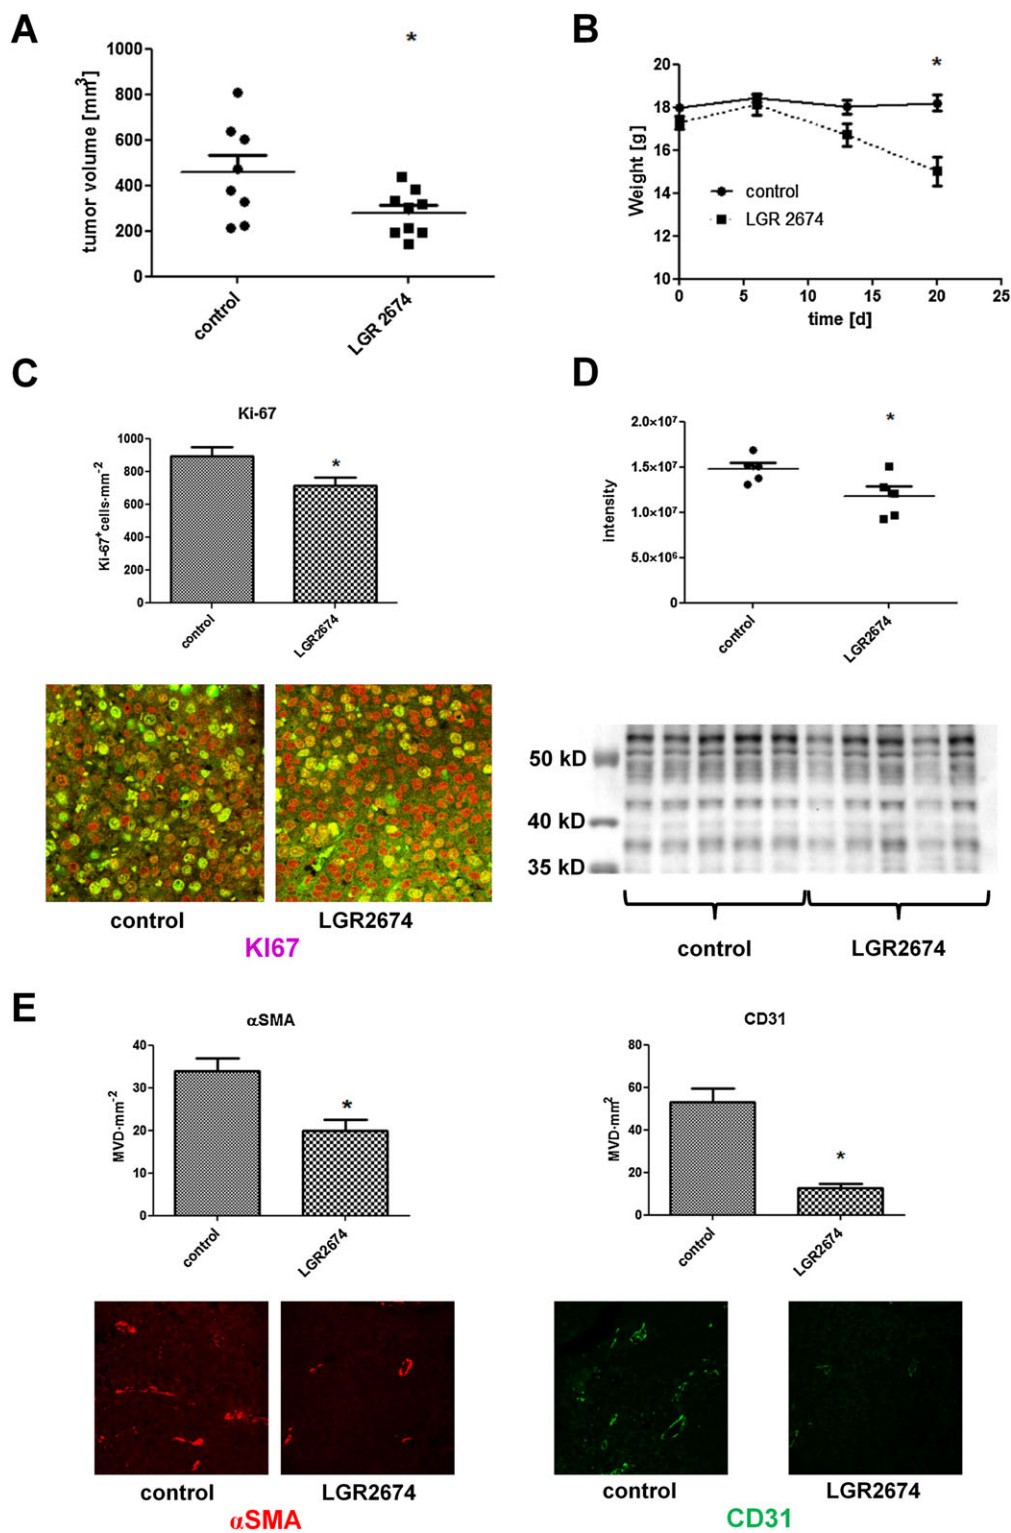 A
*
1000
800
600
400
200
0
tumor volume [mm³]
control
LGR 2674
B
*
20
18
16
14
12
10
Weight [g]
control
LGR 2674
0 5 10 15 20 25
time [d]
C
Ki-67
1000
800
600
400
200
0
Ki-67⁺cells·mm⁻²
*
control
LGR2674
control
LGR2674
KI67
D
*
2.0×10⁷
1.5×10⁷
1.0×10⁷
5.0×10⁶
0
intensity
control
LGR2674
50 kD
40 kD
35 kD
control
LGR2674
E
αSMA
40
30
20
10
0
MVD·mm⁻²
*
control
LGR2674
control
LGR2674
αSMA
CD31
80
60
40
20
0
MVD·mm²
*
control
LGR2674
control
LGR2674
CD31